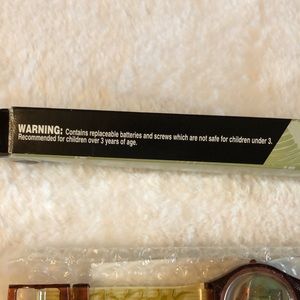 WARNING: Contains replaceable batteries and screws which are not safe for children under 3.
Recommended for children over 3 years of age.